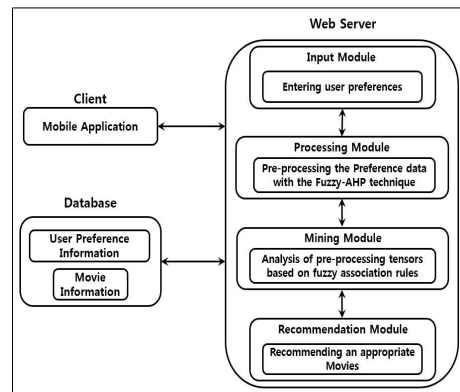 Web Server
Input Module
Entering user preferences
Client
Mobile Application
Processing Module
Pre-processing the Preference data
with the Fuzzy-AHP technique
Database
User Preference
Information
Movie
Information
Mining Module
Analysis of pre-processing tensors
based on fuzzy association rules
Recommendation Module
Recommending an appropriate
Movies